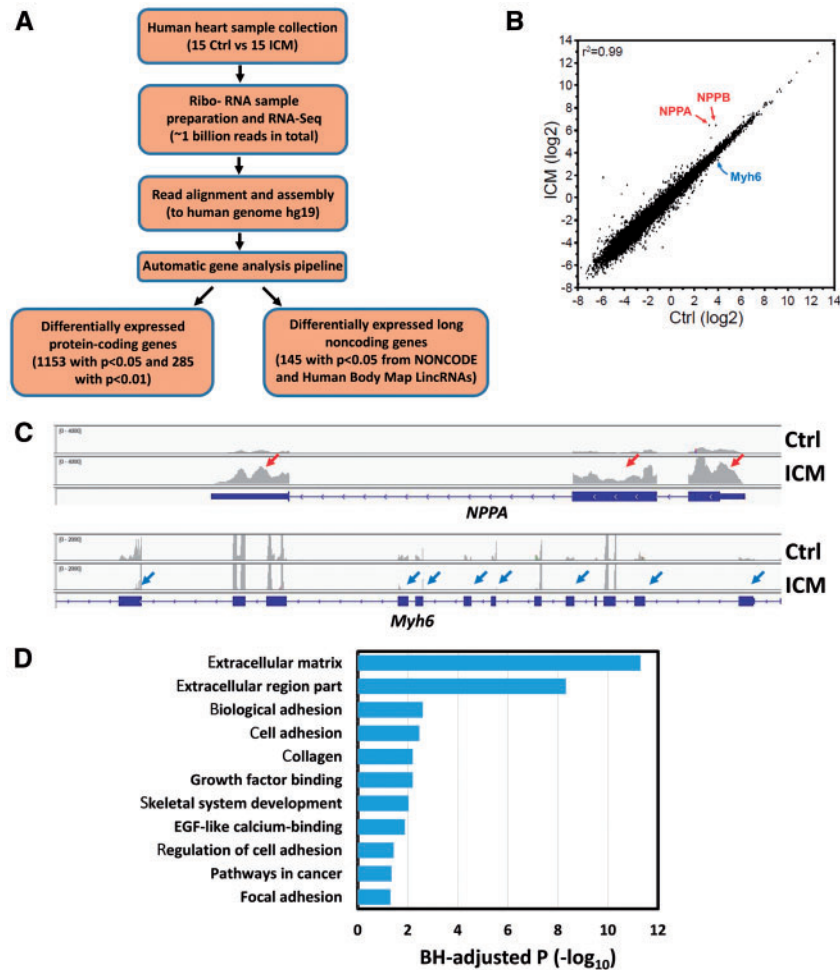 A
Human heart sample collection
(15 Ctrl vs 15 ICM)
Ribo- RNA sample
preparation and RNA-Seq
(~1 billion reads in total)
Read alignment and assembly
(to human genome hg19)
Automatic gene analysis pipeline
Differentially expressed
protein-coding genes
(1153 with p<0.05 and 285
with p<0.01)
Differentially expressed long
noncoding genes
(145 with p<0.05 from NONCODE
and Human Body Map LincRNAs)
B
14
12
10
8
6
4
2
0
-2
-4
-6
-8
ICM (log2)
r²=0.99
NPPB
NPPA
Myh6
-8 -6 -4 -2 0 2 4 6 8 10 12 14
Ctrl (log2)
C
Ctrl
ICM
NPPA
[0 - 2000]
Ctrl
[0 - 2000]
ICM
Myh6
D
Extracellular matrix
Extracellular region part
Biological adhesion
Cell adhesion
Collagen
Growth factor binding
Skeletal system development
EGF-like calcium-binding
Regulation of cell adhesion
Pathways in cancer
Focal adhesion
0 2 4 6 8 10 12
BH-adjusted P (-log₁₀)